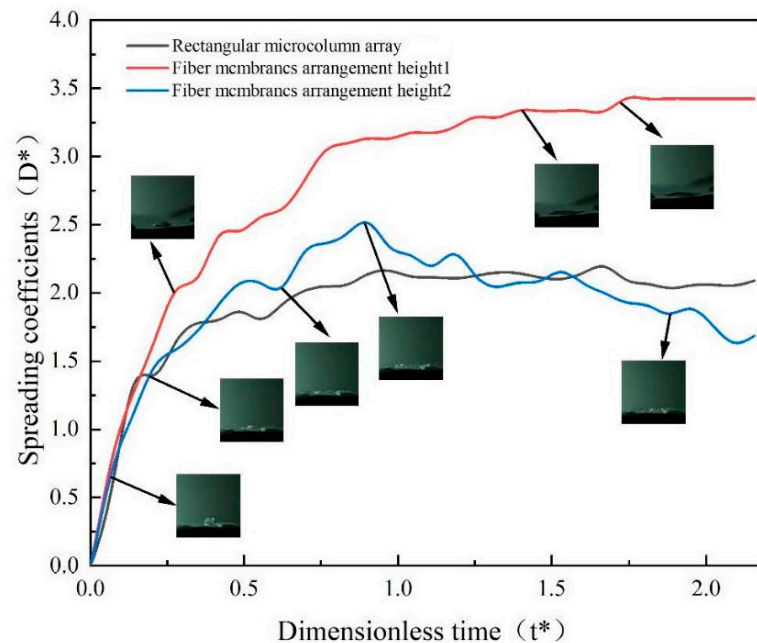 4.0
3.5
3.0
2.5
2.0
1.5
1.0
0.5
0.0
Spreading coefficients（D*）
Rectangular microcolumn array
Fiber mcmbrancs arrangement height1
Fiber mcmbrancs arrangement height2
0.0
0.5
1.0
1.5
2.0
Dimensionless time（t*）